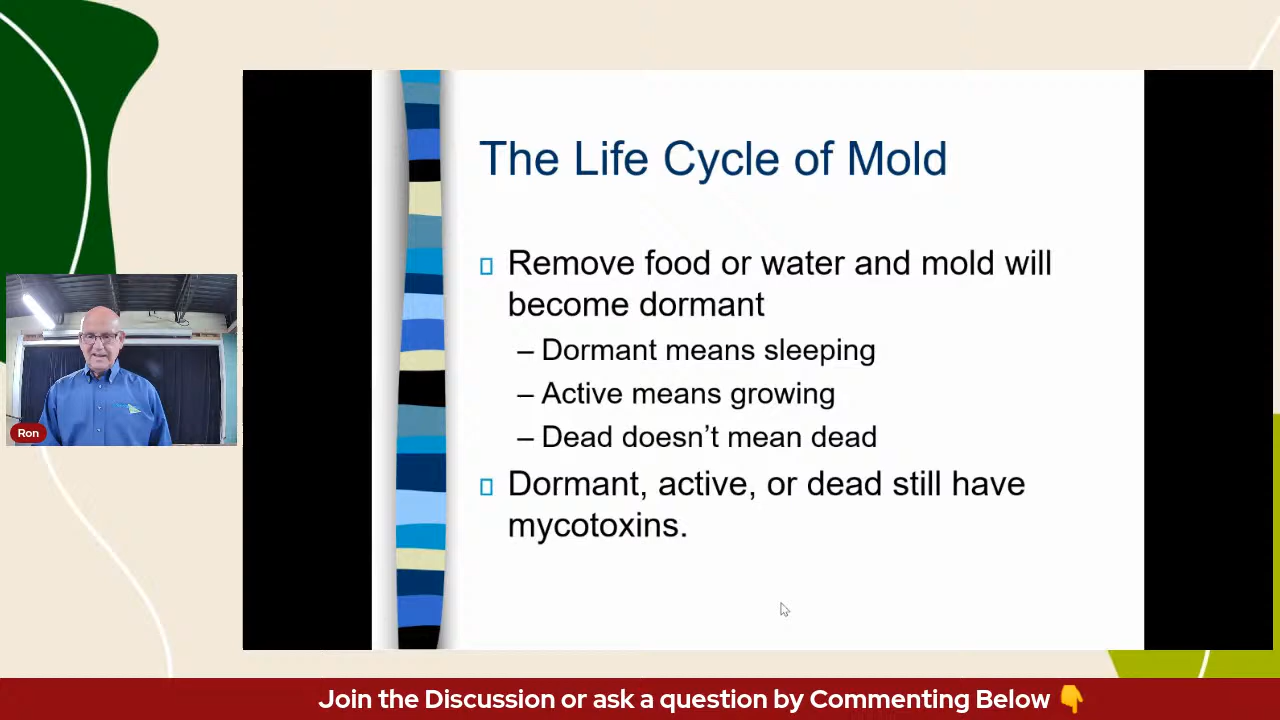 The Life Cycle of Mold
Remove food or water and mold will
become dormant
– Dormant means sleeping
– Active means growing
– Dead doesn’t mean dead
Dormant, active, or dead still have
mycotoxins.
Ron
Join the Discussion or ask a question by Commenting Below 👇